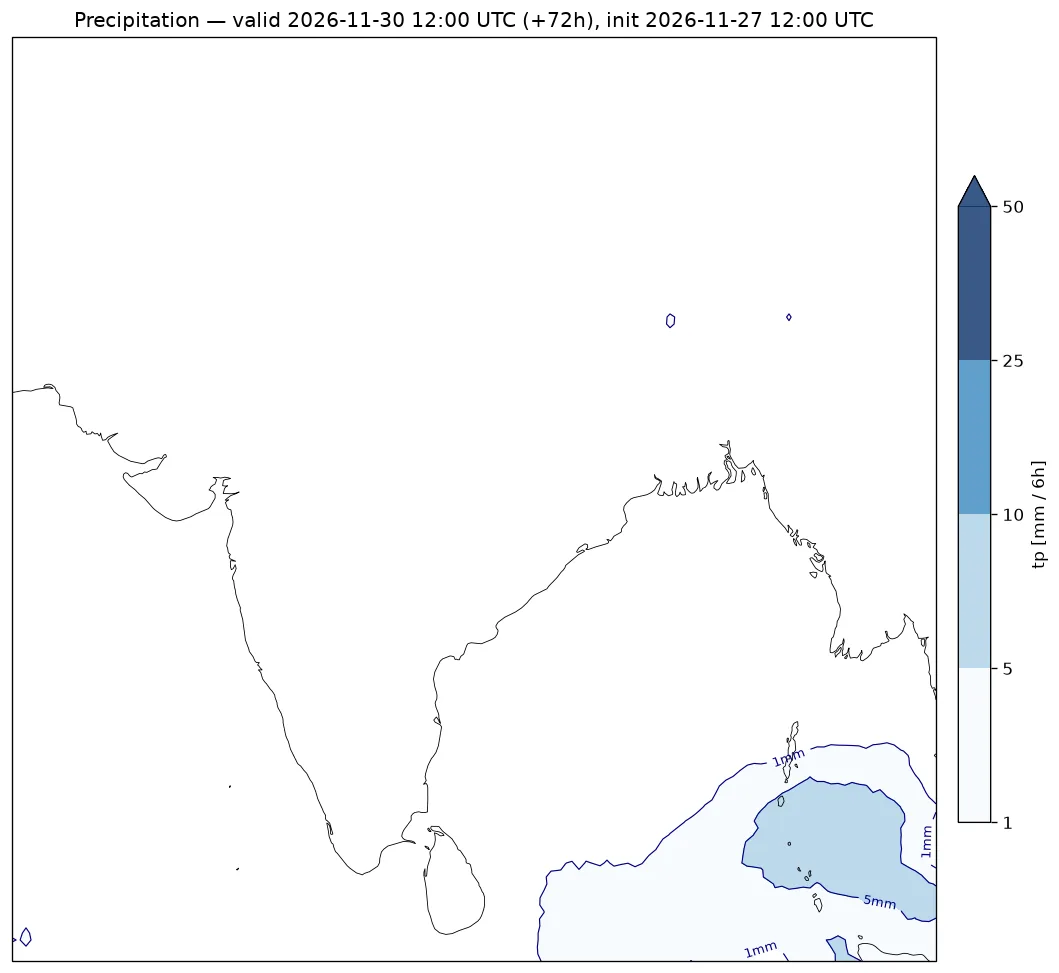 Precipitation — valid 2026-11-30 12:00 UTC (+72h), init 2026-11-27 12:00 UTC
50
25
10
5
1
tp [mm / 6h]
1mm
1mm
5mm
1mm